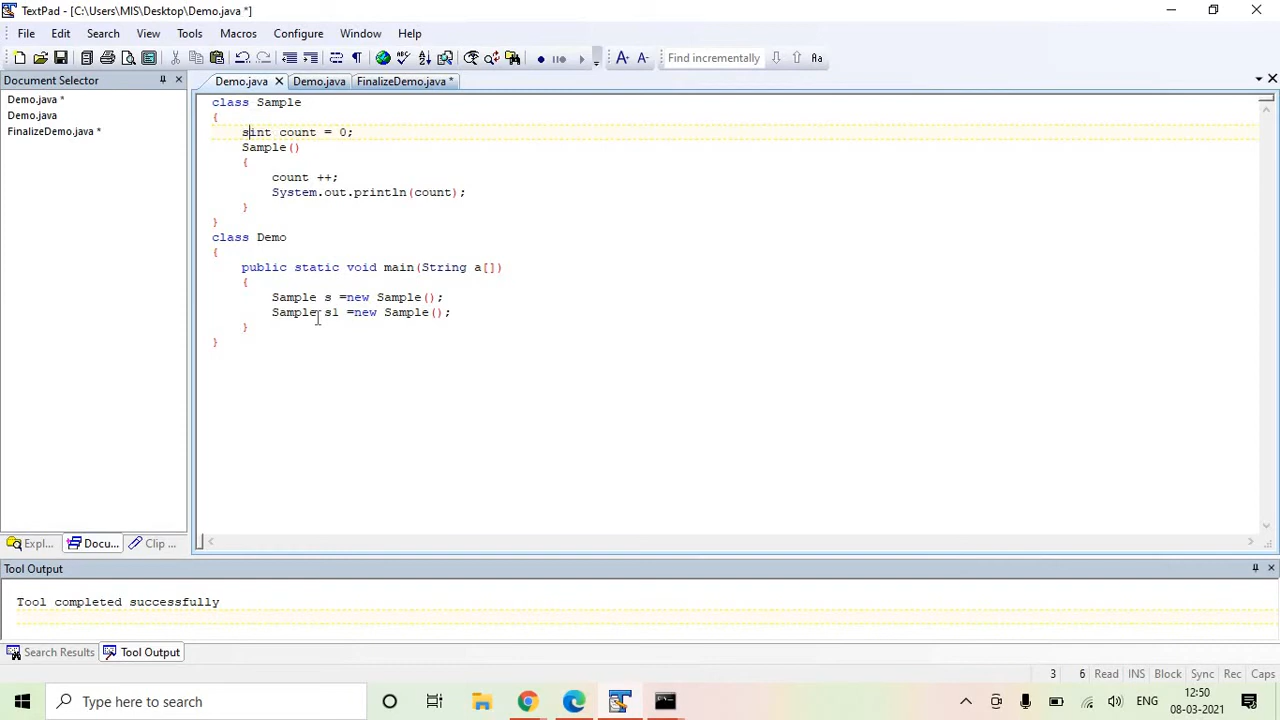 TextPad - [C:\Users\MIS\Desktop\Demo.java *]
File Edit Search View Tools Macros Configure Window Help
Find incrementally
Document Selector
Demo.java *
Demo.java
FinalizeDemo.java *
Demo.java Demo.java FinalizeDemo.java *
class Sample
{
sint count = 0;
Sample()
{
count ++;
System.out.println(count);
}
}
class Demo
{
public static void main(String a[])
{
Sample s =new Sample();
Sample s1 =new Sample();
}
}
Expl... Docu... Clip ...
Tool Output
Tool completed successfully
Search Results Tool Output
3 6 Read INS Block Sync Rec Caps
Type here to search
ENG
12:50
08-03-2021